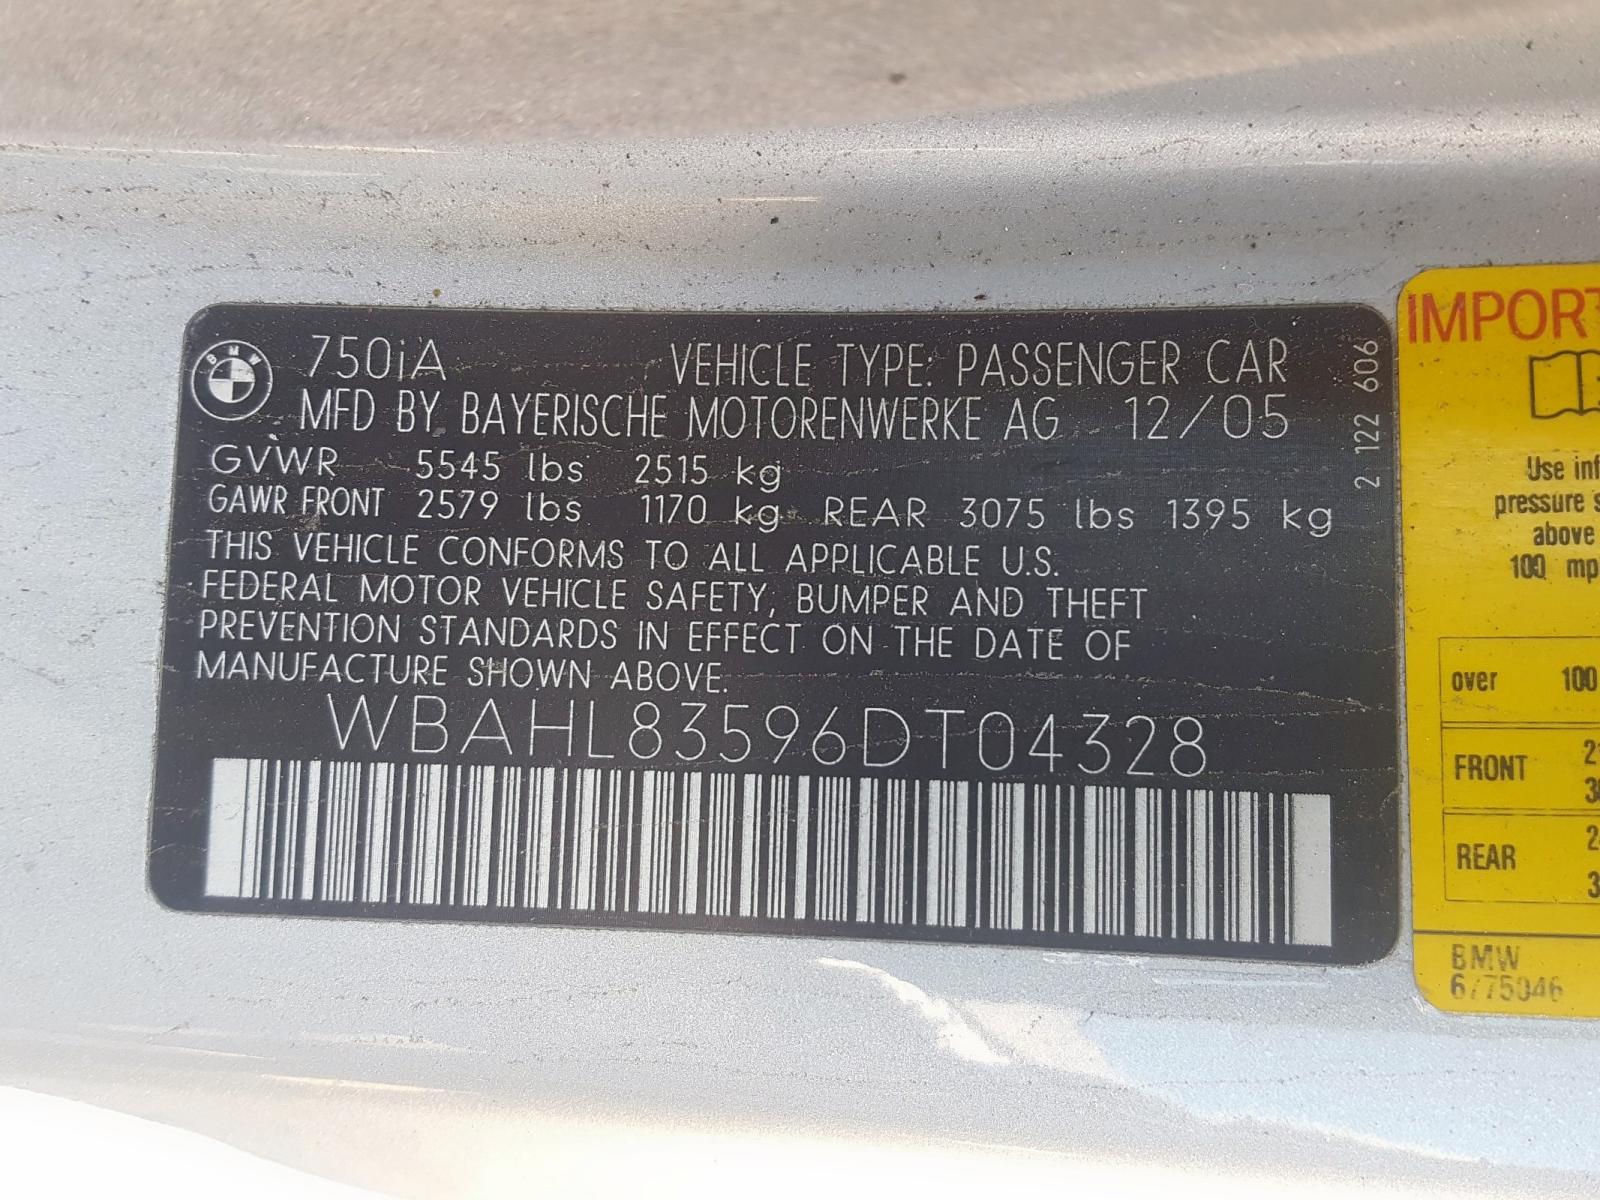 BMW
750iA VEHICLE TYPE: PASSENGER CAR
MFD BY BAYERISCHE MOTORENWERKE AG 12/05
GVWR 5545 lbs 2515 kg
GAWR FRONT 2579 lbs 1170 kg REAR 3075 lbs 1395 kg
THIS VEHICLE CONFORMS TO ALL APPLICABLE U.S.
FEDERAL MOTOR VEHICLE SAFETY, BUMPER AND THEFT
PREVENTION STANDARDS IN EFFECT ON THE DATE OF
MANUFACTURE SHOWN ABOVE.
WBAHL83596DT04328
2 122 606
IMPORT
Use inf
pressure s
above
100 mp
over 100
FRONT
REAR
BMW
6775046